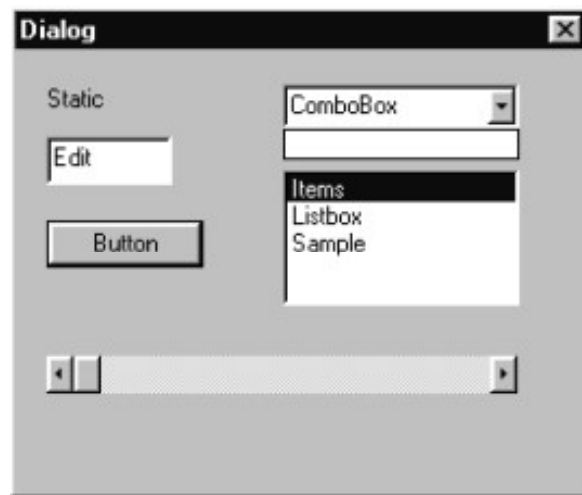 Dialog
Static
ComboBox
Edit
Items
Listbox
Sample
Button